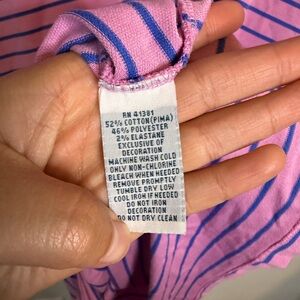 RN 41381
52% COTTON(PIMA)
46% POLYESTER
2% ELASTANE
EXCLUSIVE OF
DECORATION
MACHINE WASH COLD
ONLY NON-CHLORINE
BLEACH WHEN NEEDED
REMOVE PROMPTLY
TUMBLE DRY LOW
COOL IRON IF NEEDED
DO NOT IRON
DECORATION
DO NOT DRY CLEAN